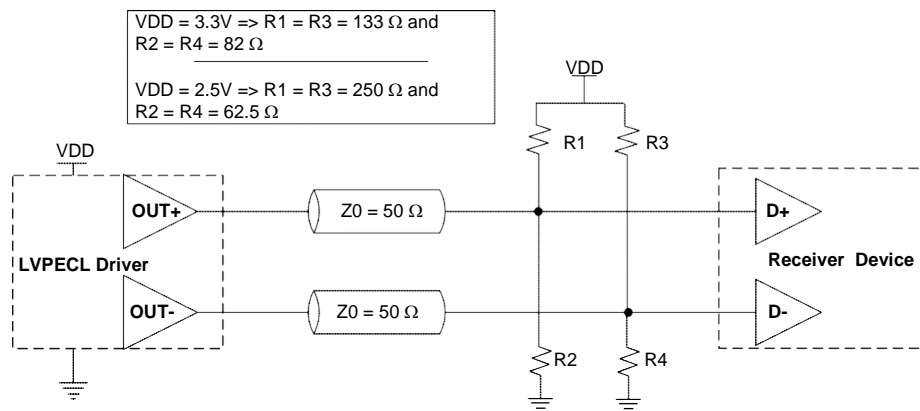 VDD = 3.3V => R1 = R3 = 133 Ω and
R2 = R4 = 82 Ω
VDD = 2.5V => R1 = R3 = 250 Ω and
R2 = R4 = 62.5 Ω
VDD
R1
R3
VDD
OUT+
Z0 = 50 Ω
D+
LVPECL Driver
Receiver Device
OUT-
Z0 = 50 Ω
D-
R2
R4